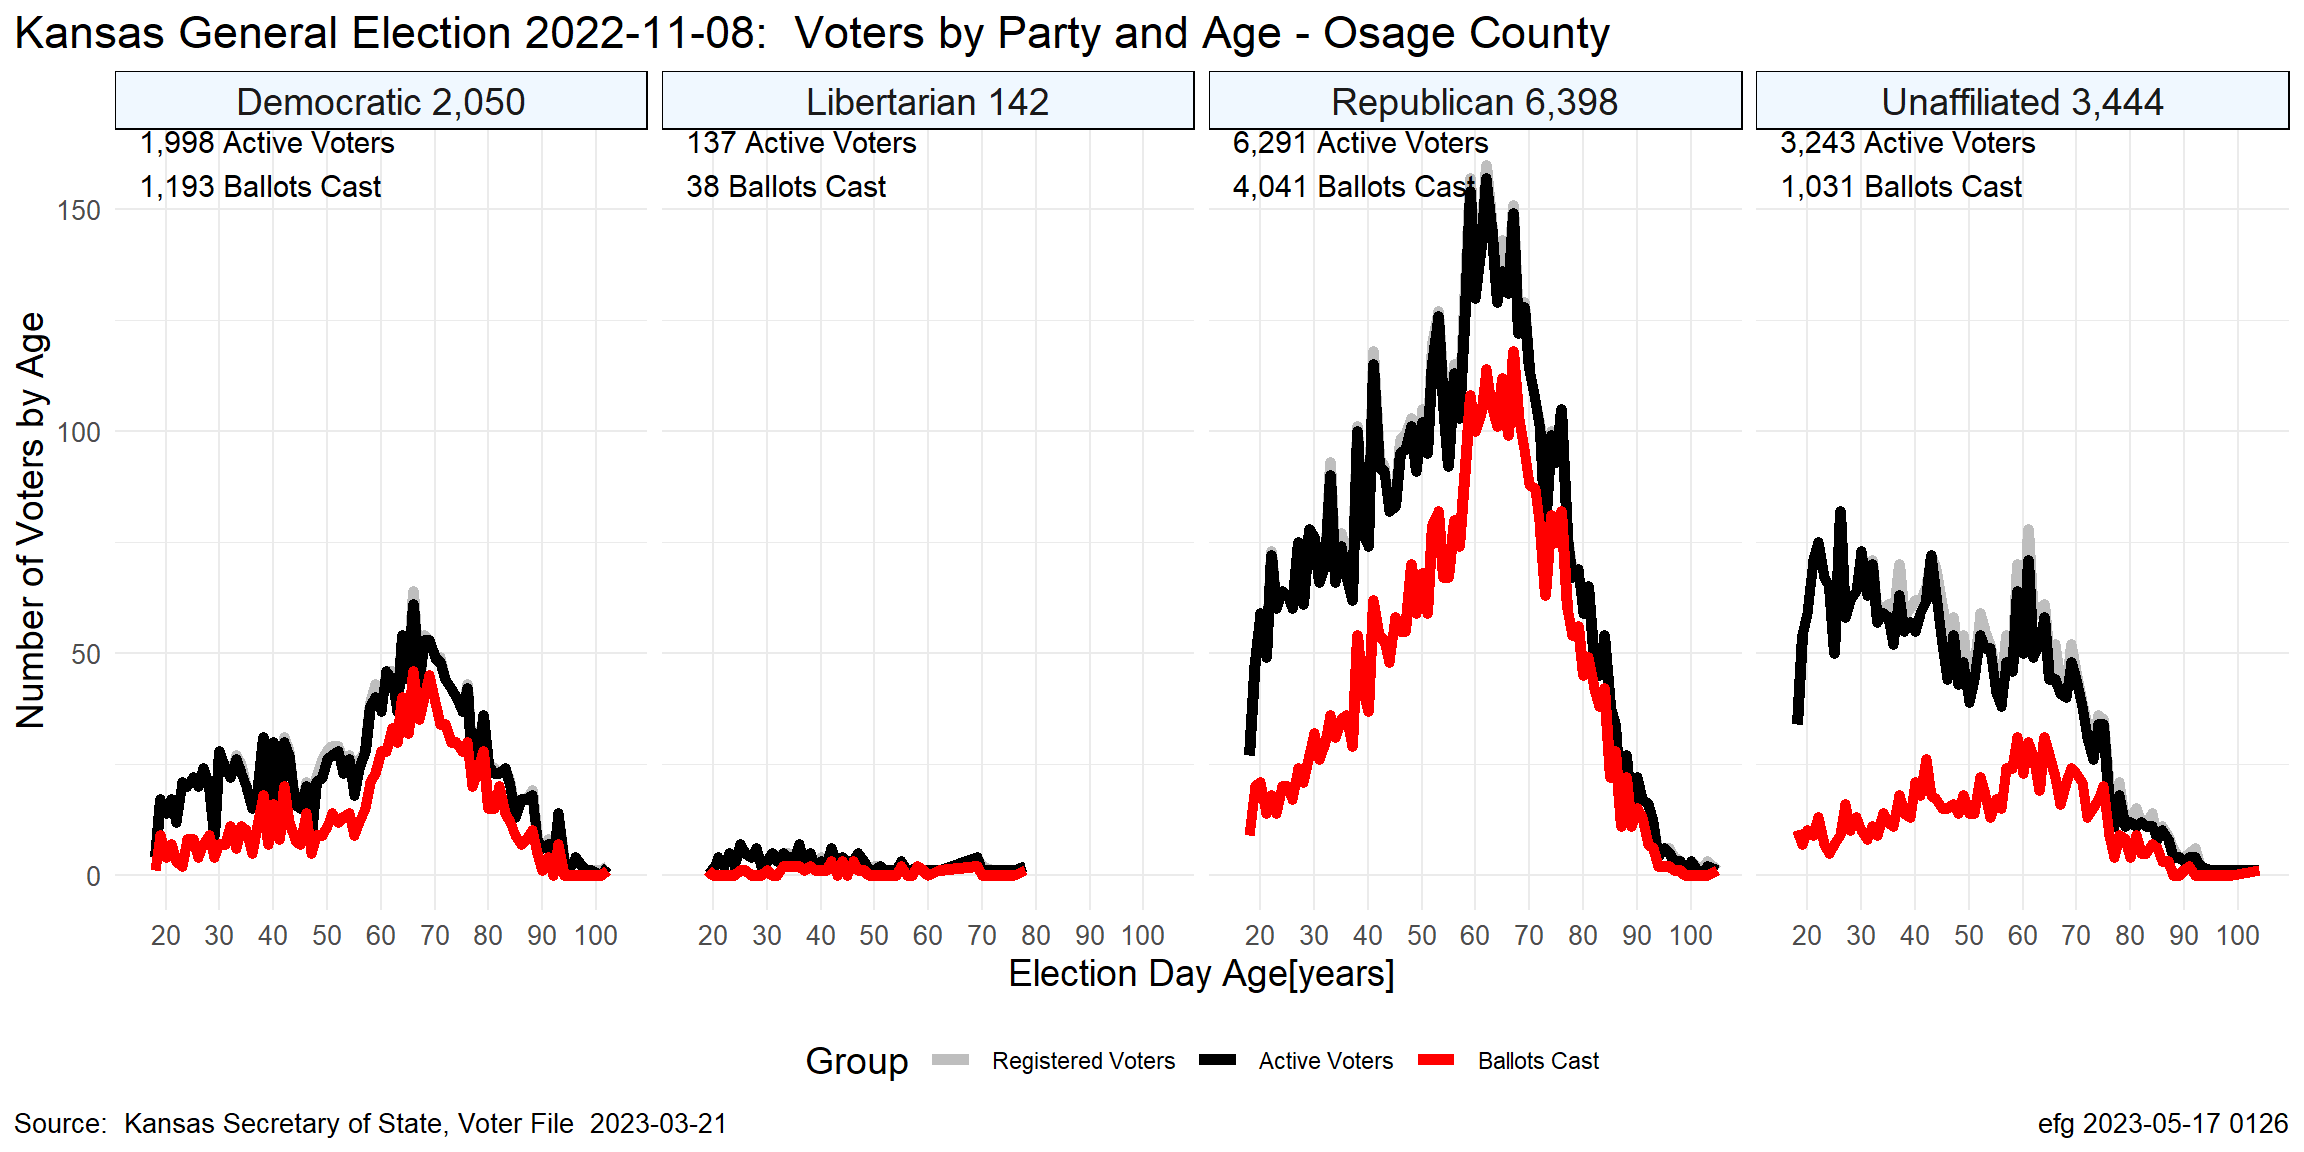 Kansas General Election 2022-11-08:  Voters by Party and Age - Osage County
Democratic 2,050
Libertarian 142
Republican 6,398
Unaffiliated 3,444
1,998 Active Voters
1,193 Ballots Cast
137 Active Voters
38 Ballots Cast
6,291 Active Voters
4,041 Ballots Cast
3,243 Active Voters
1,031 Ballots Cast
Number of Voters by Age
150
100
50
0
20 30 40 50 60 70 80 90 100
20 30 40 50 60 70 80 90 100
20 30 40 50 60 70 80 90 100
20 30 40 50 60 70 80 90 100
Election Day Age[years]
Group Registered Voters Active Voters Ballots Cast
Source:  Kansas Secretary of State, Voter File  2023-03-21
efg 2023-05-17 0126